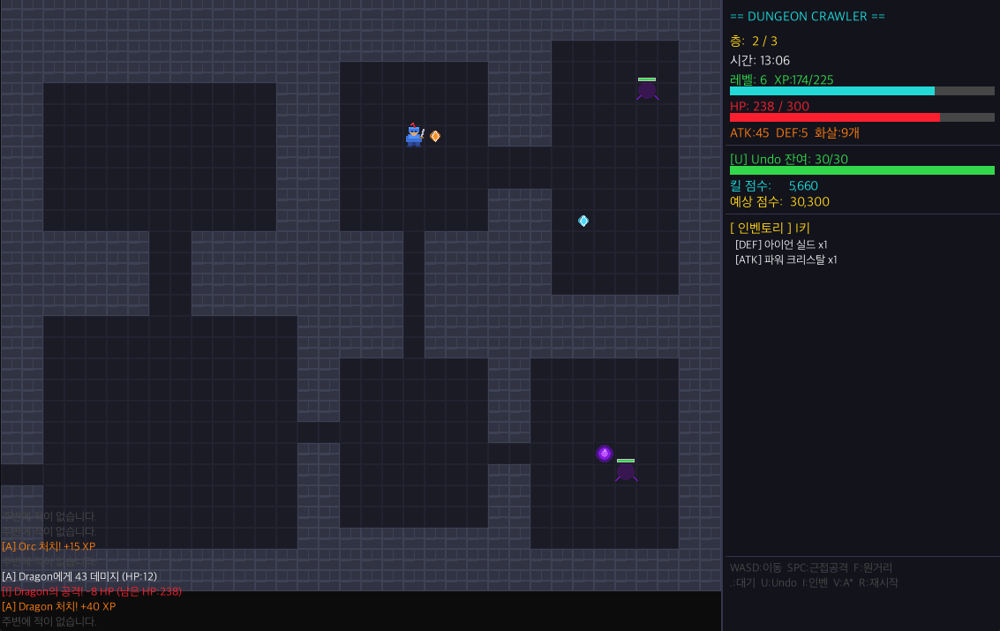 == DUNGEON CRAWLER ==
층: 2 / 3
시간: 13:06
레벨: 6 XP:174/225
HP: 238 / 300
ATK:45 DEF:5 화살:9개
[U] Undo 잔여: 30/30
킬 점수: 5,660
예상 점수: 30,300
[ 인벤토리 ] I키
[DEF] 아이언 실드 x1
[ATK] 파워 크리스탈 x1
WASD:이동 SPC:근접공격 F:원거리
.:대기 U:Undo I:인벤 V:A* R:재시작
주변에 적이 없습니다.
주변에 적이 없습니다.
[A] Orc 처치! +15 XP
주변에 적이 없습니다.
[A] Dragon에게 43 데미지 (HP:12)
[!] Dragon의 공격! -8 HP (남은 HP:238)
[A] Dragon 처치! +40 XP
주변에 적이 없습니다.